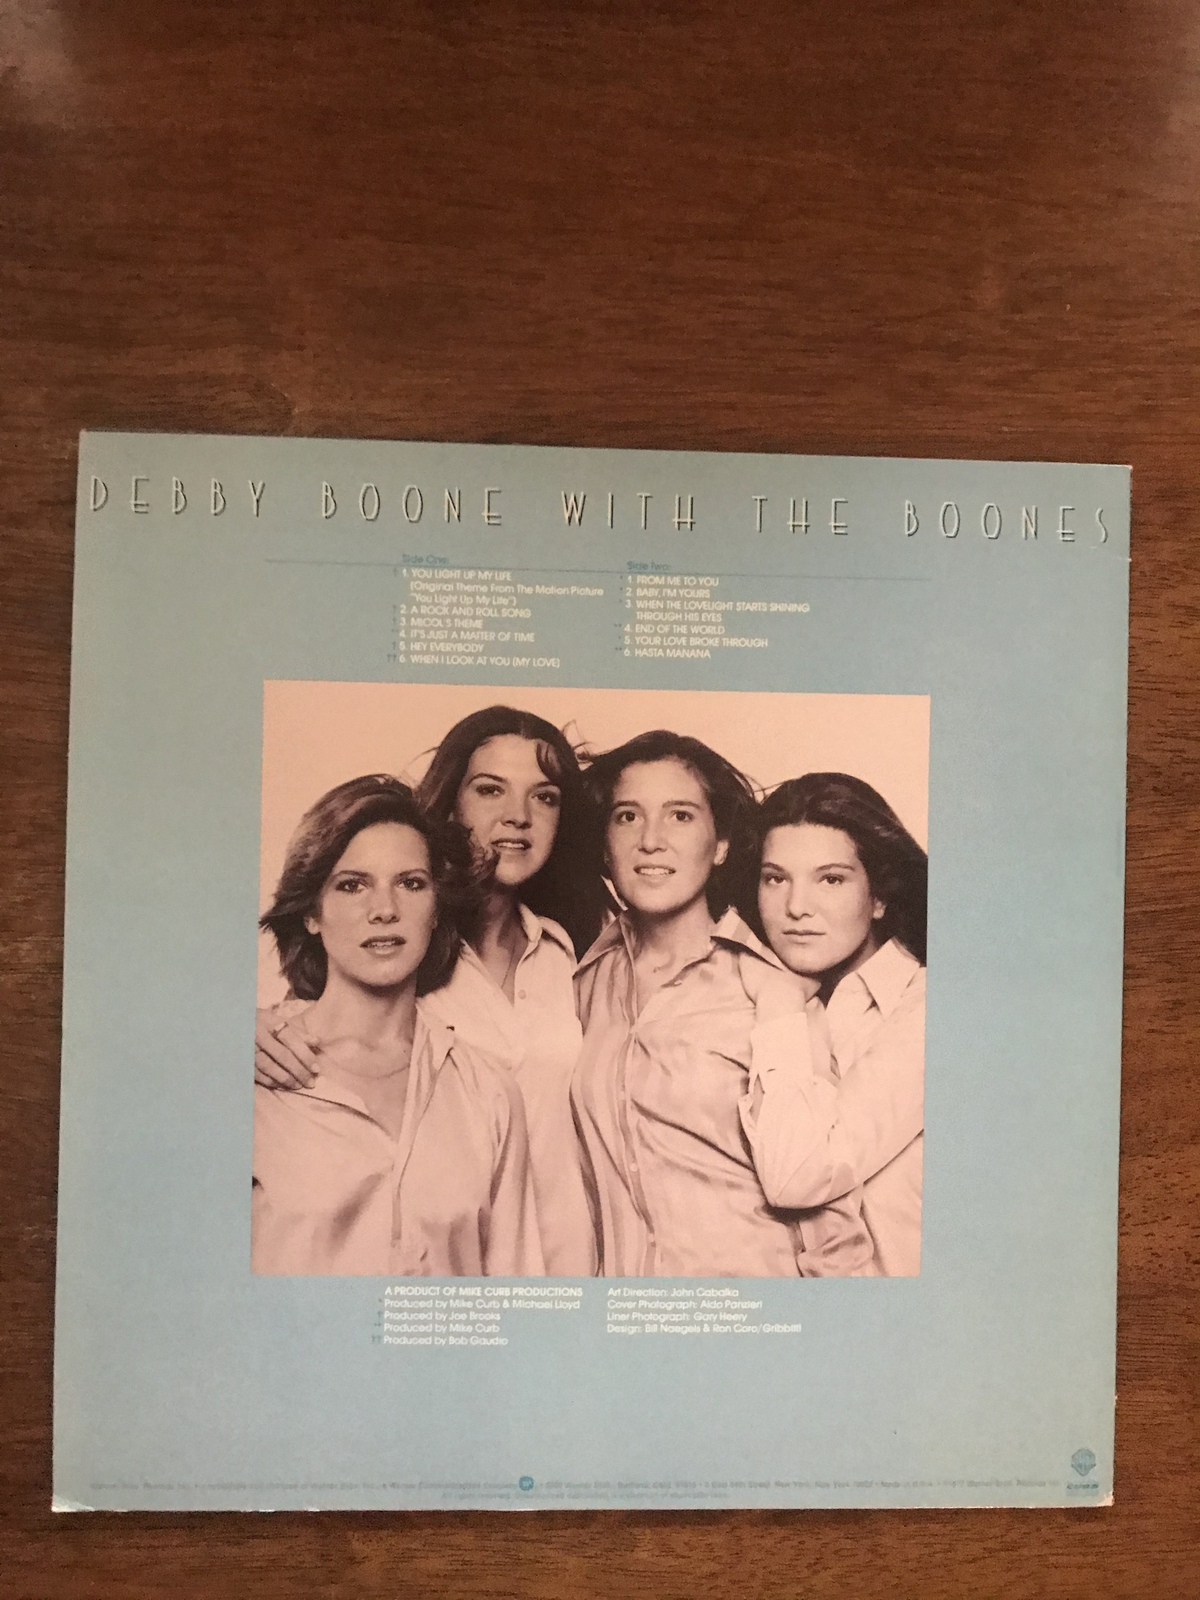 DEBBY BOONE WITH THE BOONES
Side One:
1. YOU LIGHT UP MY LIFE
(Original Theme From The Motion Picture
"You Light Up My Life")
2. A ROCK AND ROLL SONG
3. MICOL'S THEME
4. IT'S JUST A MATTER OF TIME
5. HEY EVERYBODY
†† 6. WHEN I LOOK AT YOU (MY LOVE)
Side Two:
1. FROM ME TO YOU
2. BABY, I'M YOURS
3. WHEN THE LOVELIGHT STARTS SHINING
THROUGH HIS EYES
** 4. END OF THE WORLD
5. YOUR LOVE BROKE THROUGH
** 6. HASTA MANANA
A PRODUCT OF MIKE CURB PRODUCTIONS
* Produced by Mike Curb & Michael Lloyd
† Produced by Joe Brooks
** Produced by Mike Curb
†† Produced by Bob Gaudio
Art Direction: John Cabalka
Cover Photograph: Aldo Panzieri
Liner Photograph: Gary Heery
Design: Bill Naegels & Ron Coro/Gribbitt!